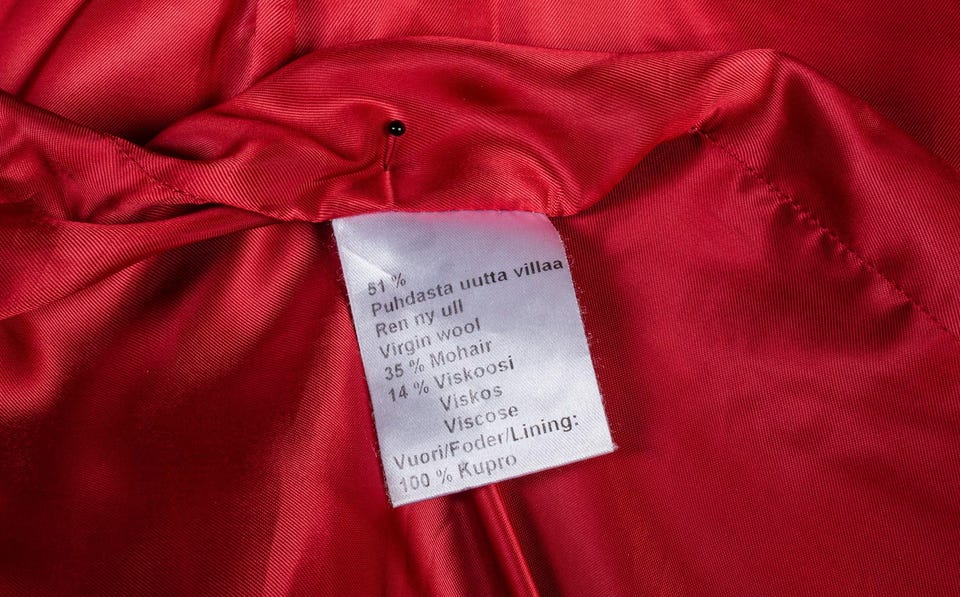 51 %
Puhdasta uutta villaa
Ren ny ull
Virgin wool
35 % Mohair
14 % Viskoosi
Viskos
Viscose
Vuori/Foder/Lining:
100 % Kupro